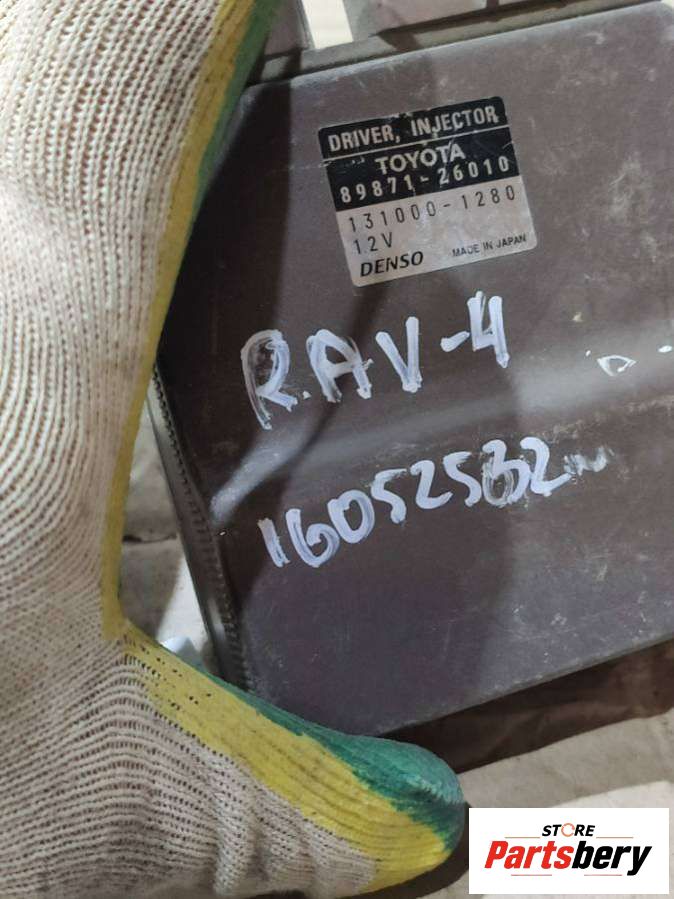 DRIVER, INJECTOR
TOYOTA
89871-26010
131000-1280
12V
DENSO MADE IN JAPAN
RAV-4
16052532
STORE
Partsbery